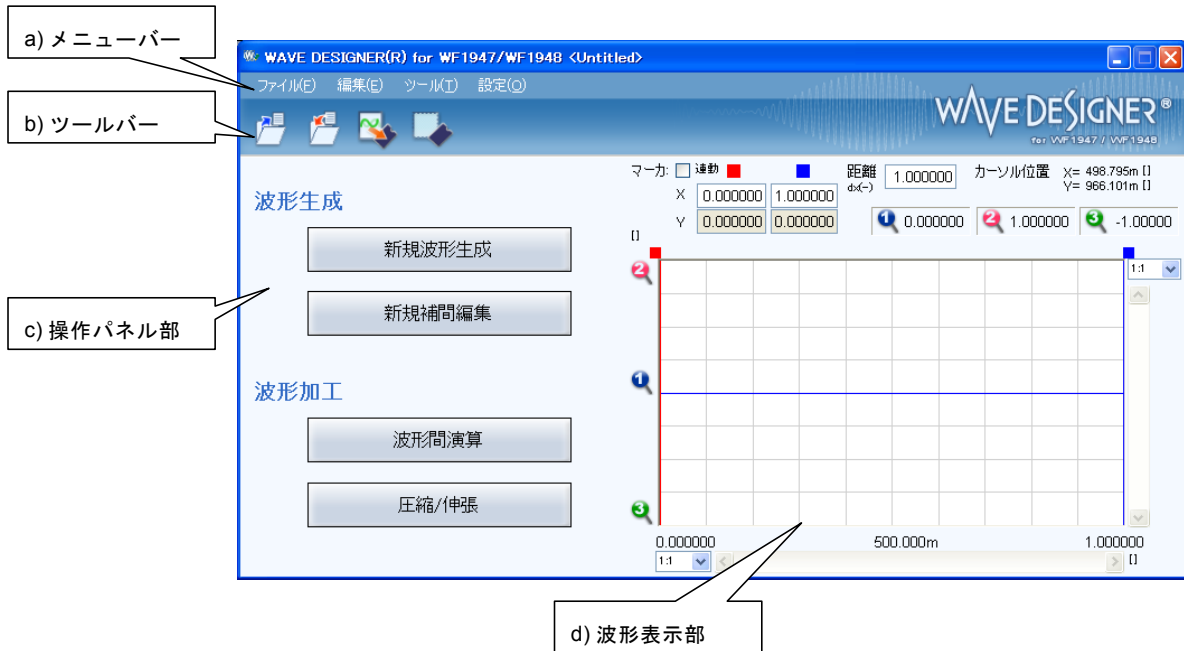 a) メニューバー
WAVE DESIGNER(R) for WF1947/WF1948 <Untitled>
ファイル(F) 編集(E) ツール(T) 設定(O)
b) ツールバー
WAVE DESIGNER®
for WF1947 / WF1948
波形生成
新規波形生成
新規補間編集
c) 操作パネル部
波形加工
波形間演算
圧縮/伸張
マーカ: 連動
距離 1.000000
dx(-)
カーソル位置 X= 498.795m []
Y= 966.101m []
X 0.000000 1.000000
Y 0.000000 0.000000
1 0.000000 2 1.000000 3 -1.00000
[]
2
1:1
1
3
0.000000 500.000m 1.000000
1:1
[]
d) 波形表示部